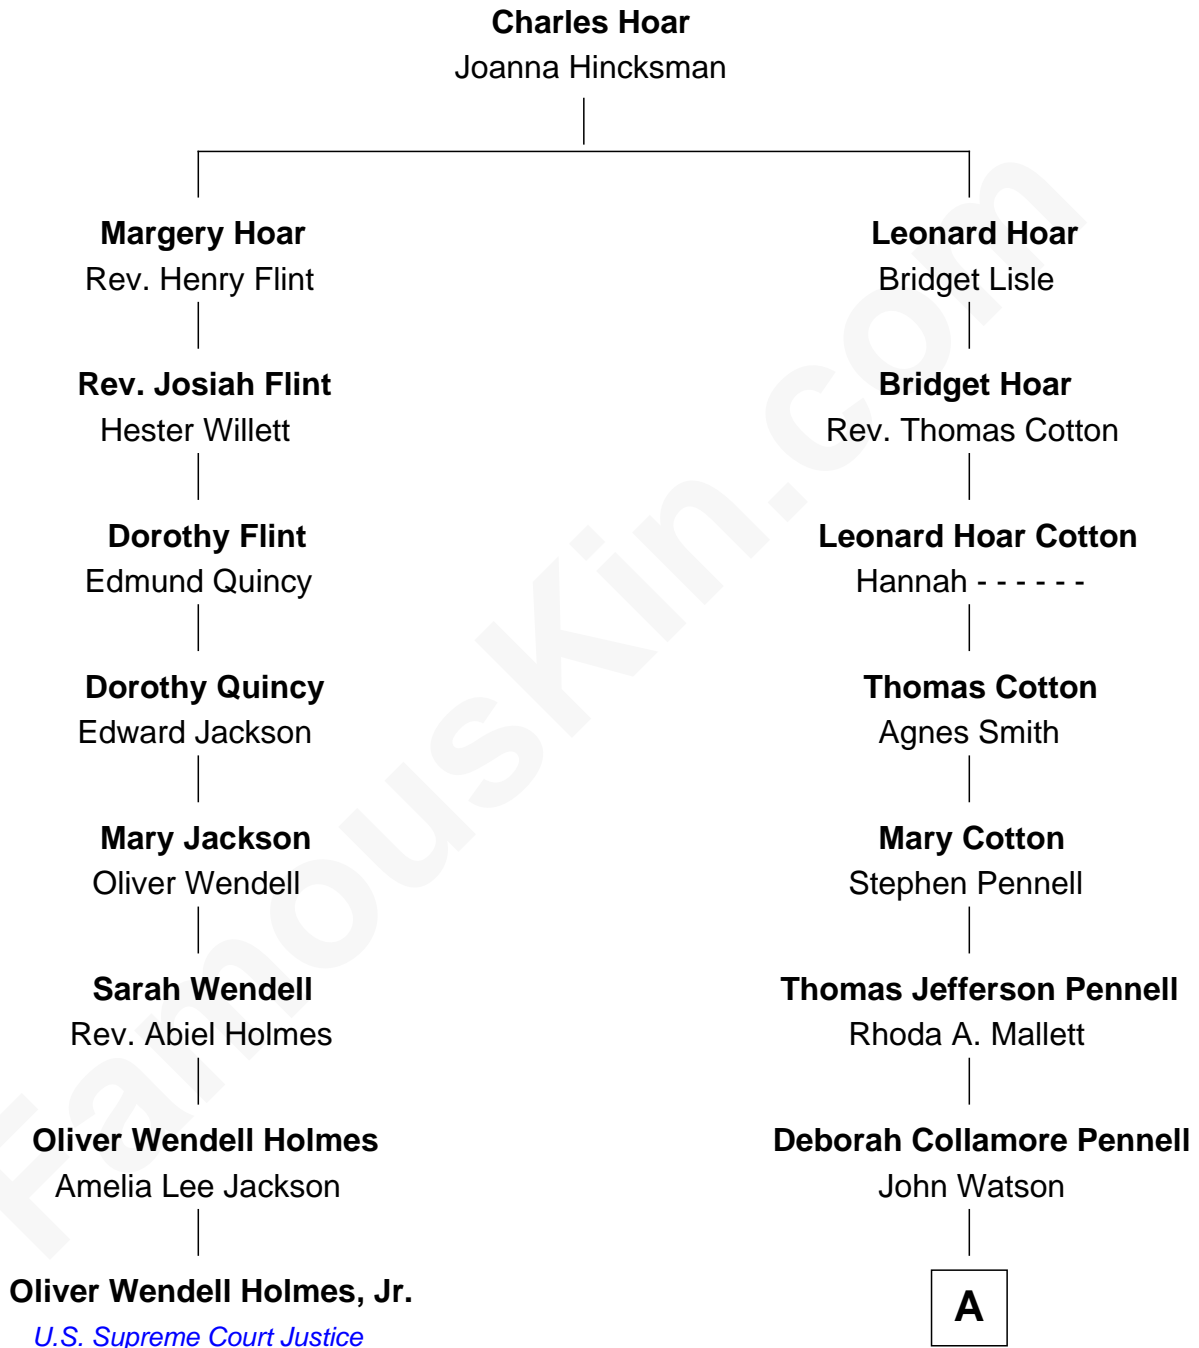 Charles Hoar
Joanna Hincksman
Margery Hoar
Rev. Henry Flint
Leonard Hoar
Bridget Lisle
Rev. Josiah Flint
Hester Willett
Bridget Hoar
Rev. Thomas Cotton
Dorothy Flint
Edmund Quincy
Leonard Hoar Cotton
Hannah - - - - - -
Dorothy Quincy
Edward Jackson
Thomas Cotton
Agnes Smith
Mary Jackson
Oliver Wendell
Mary Cotton
Stephen Pennell
Sarah Wendell
Rev. Abiel Holmes
Thomas Jefferson Pennell
Rhoda A. Mallett
Oliver Wendell Holmes
Amelia Lee Jackson
Deborah Collamore Pennell
John Watson
Oliver Wendell Holmes, Jr.
U.S. Supreme Court Justice
A
FamousKin.com